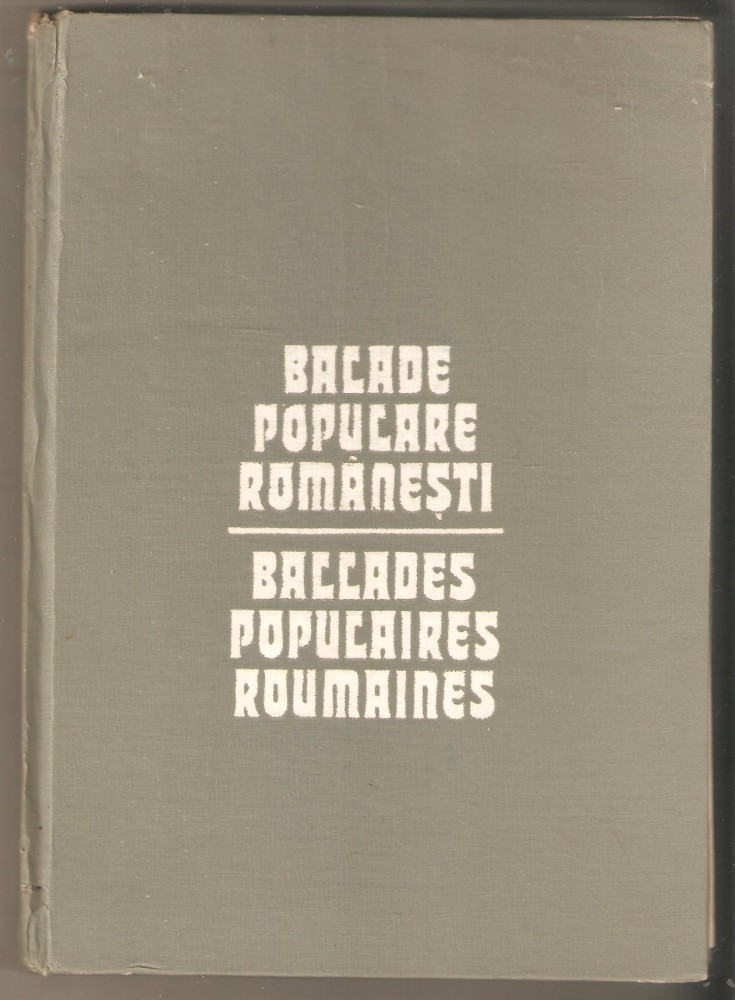 BALADE
POPULARE
ROMÂNEȘTI
BALLADES
POPULAIRES
ROUMAINES